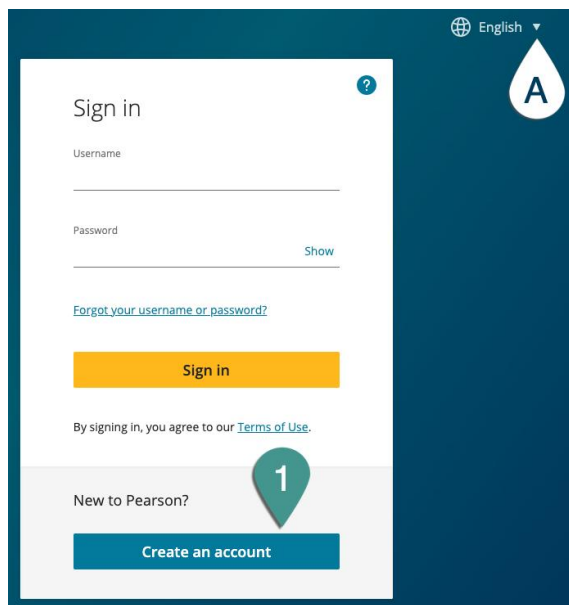 English
A
?
Sign in
Username
Password
Show
Forgot your username or password?
Sign in
By signing in, you agree to our Terms of Use.
1
New to Pearson?
Create an account